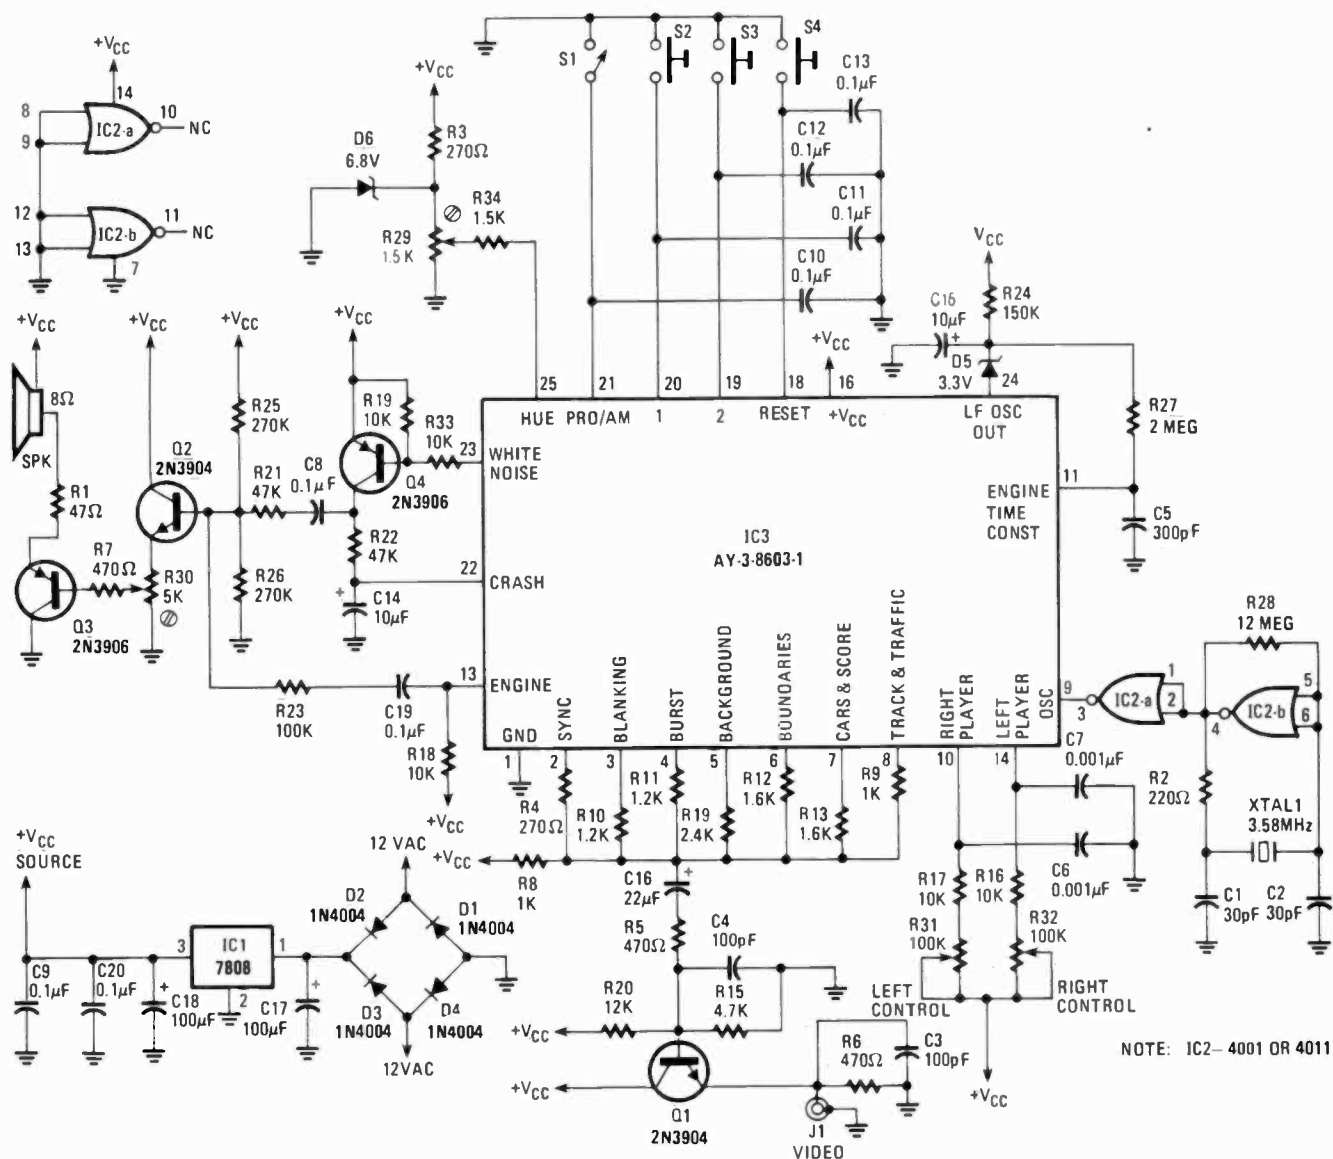 +VCC
14
8
9
IC2-a
10
NC
12
13
IC2-b
11
NC
7
+VCC
R3
270Ω
D6
6.8V
R34
1.5K
R29
1.5K
S1
S2
S3
S4
C13
0.1µF
C12
0.1µF
C11
0.1µF
C10
0.1µF
VCC
R24
150K
C15
10µF
+
D5
3.3V
24
R27
2 MEG
+VCC
8Ω
SPK
R1
47Ω
R7
470Ω
Q3
2N3906
+VCC
Q2
2N3904
R30
5K
+VCC
R25
270K
R21
47K
R26
270K
C8
0.1µF
+VCC
R19
10K
R33
10K
Q4
2N3906
R22
47K
+
C14
10µF
R23
100K
C19
0.1µF
R18
10K
+VCC
25
21
20
19
18
+VCC
16
HUE
PRO/AM
1
2
RESET
+VCC
LF OSC
OUT
23
WHITE
NOISE
22
CRASH
13
ENGINE
IC3
AY-3-8603-1
11
ENGINE
TIME
CONST
C5
300pF
GND
SYNC
BLANKING
BURST
BACKGROUND
BOUNDARIES
CARS & SCORE
TRACK & TRAFFIC
RIGHT
PLAYER
LEFT
PLAYER
OSC
1
2
3
4
5
6
7
8
10
14
9
3
IC2-a
1
2
4
IC2-b
5
6
R28
12 MEG
R2
220Ω
XTAL1
3.58MHz
C1
30pF
C2
30pF
C7
0.001µF
C6
0.001µF
R4
270Ω
R10
1.2K
R11
1.2K
R19
2.4K
R12
1.6K
R13
1.6K
R9
1K
+VCC
R8
1K
C16
22µF
+
R5
470Ω
C4
100pF
R20
12K
R15
4.7K
+VCC
+VCC
Q1
2N3904
R6
470Ω
C3
100pF
J1
VIDEO
R17
10K
R16
10K
R31
100K
R32
100K
LEFT
CONTROL
RIGHT
CONTROL
+VCC
NOTE: IC2- 4001 OR 4011
+VCC
SOURCE
C9
0.1µF
C20
0.1µF
+
C18
100µF
3
IC1
7808
1
2
+
C17
100µF
12 VAC
D2
1N4004
D1
1N4004
D3
1N4004
D4
1N4004
12VAC